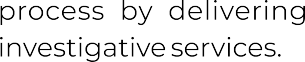 process by delivering
investigative services.